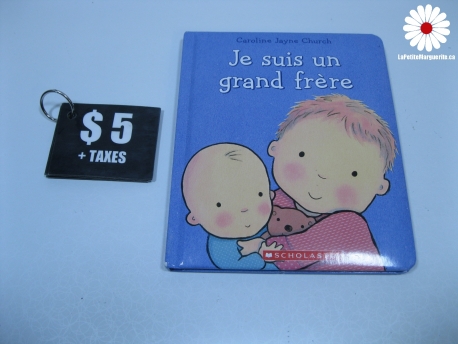 LaPetiteMarguerite.ca
Caroline Jayne Church
Je suis un
grand frère
$5
+ TAXES
SCHOLASTIC